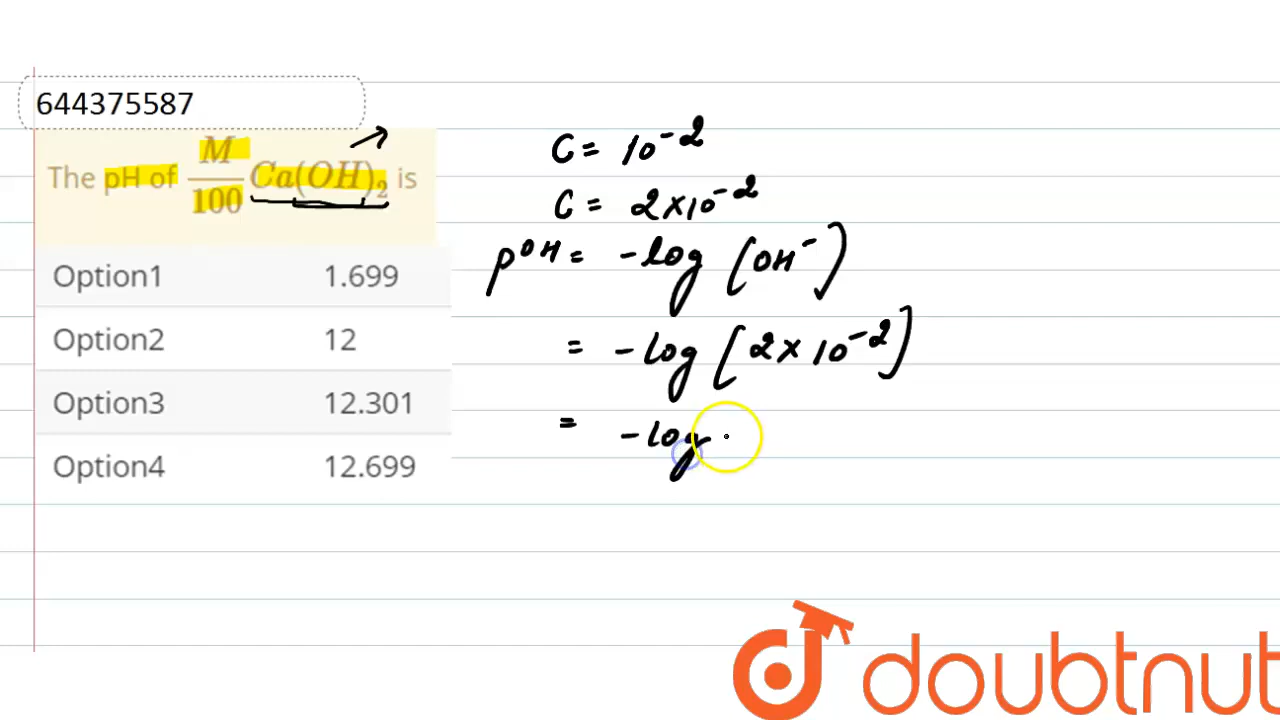 644375587
The pH of M/100 Ca(OH)₂ is
Option1 1.699
Option2 12
Option3 12.301
Option4 12.699
C = 10⁻²
C = 2×10⁻²
pOH = -log [OH⁻]
= -log [2×10⁻²]
= -log
doubtnut